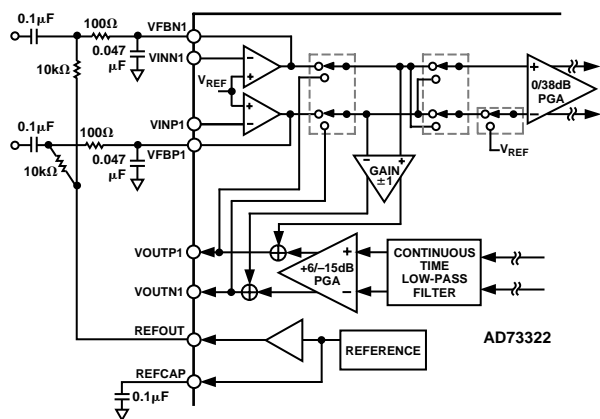 0.1μF
100Ω
VFBN1
0.047
μF
VINN1
10kΩ
VREF
0/38dB
PGA
VINP1
0.1μF
100Ω
VFBP1
VREF
10kΩ
0.047
μF
GAIN
±1
VOUTP1
+6/–15dB
PGA
CONTINUOUS
TIME
LOW-PASS
FILTER
VOUTN1
REFOUT
AD73322
REFERENCE
REFCAP
0.1μF